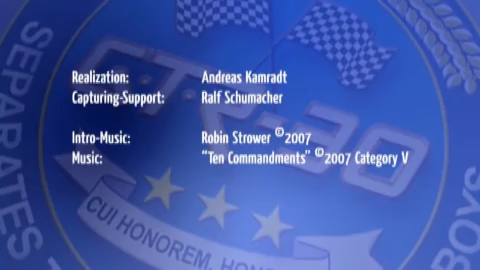 Realization: Andreas Kamradt
Capturing-Support: Ralf Schumacher
Intro-Music: Robin Strower ©2007
Music: “Ten Commandments” ©2007 Category V
SEPARATES
BOYS
CUI HONOREM,